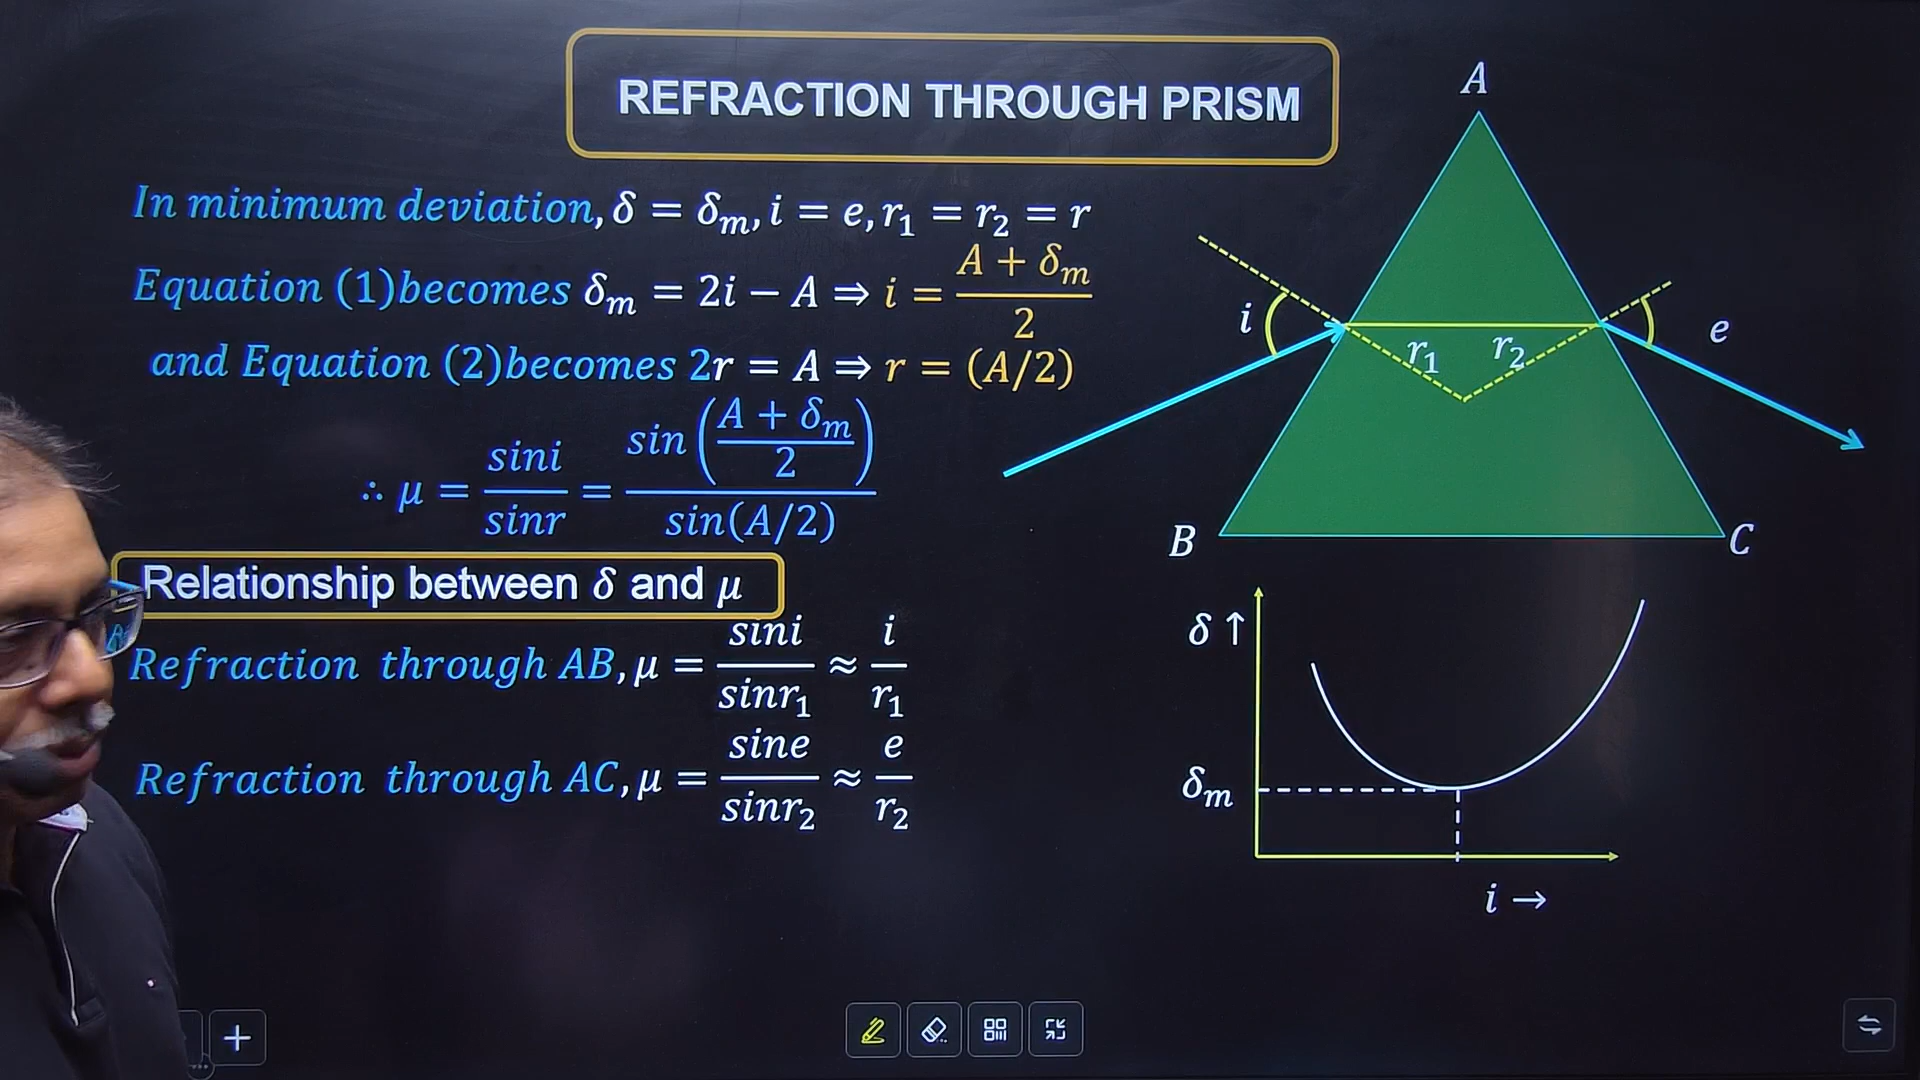 REFRACTION THROUGH PRISM
In minimum deviation, δ = δₘ, i = e, r₁ = r₂ = r
Equation (1)becomes δₘ = 2i − A ⇒ i = (A + δₘ)/2
and Equation (2)becomes 2r = A ⇒ r = (A/2)
∴ μ = sini/sinr = sin((A + δₘ)/2)/sin(A/2)
Relationship between δ and μ
Refraction through AB, μ = sini/sinr₁ ≈ i/r₁
Refraction through AC, μ = sine/sinr₂ ≈ e/r₂
A
i
r₁
r₂
e
B
C
δ ↑
δₘ
i →